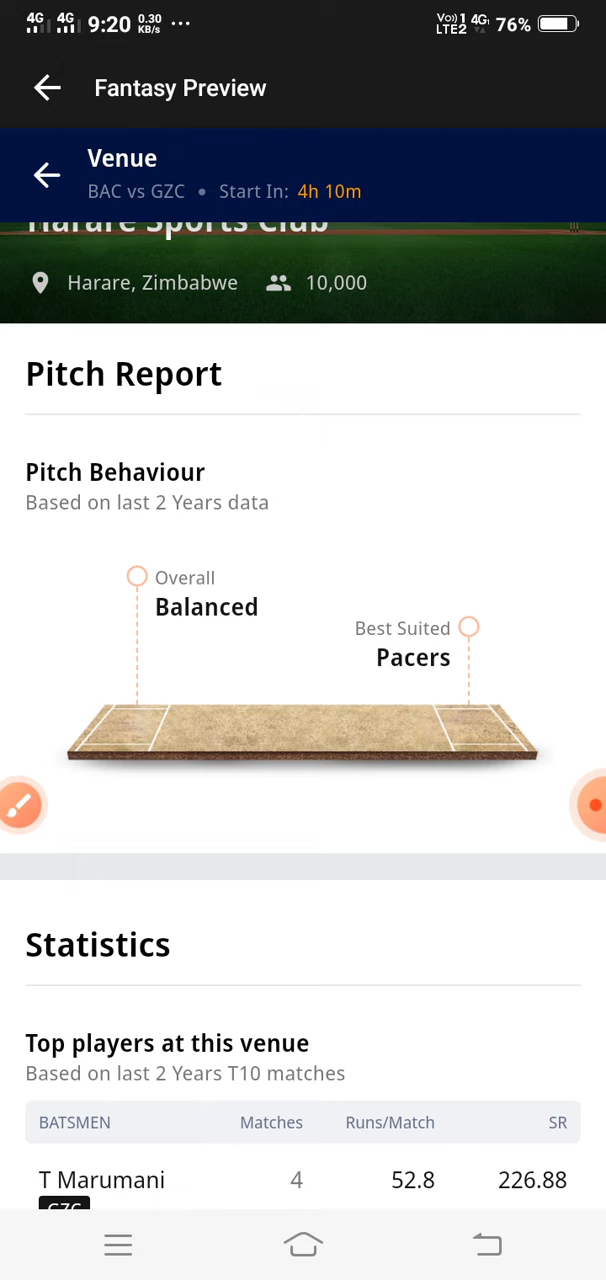 4G 4G 9:20 0.30 KB/s ... Vo)) 1 4G LTE2 76%
Fantasy Preview
Venue
BAC vs GZC • Start In: 4h 10m
Harare Sports Club
Harare, Zimbabwe 10,000
Pitch Report
Pitch Behaviour
Based on last 2 Years data
Overall
Balanced
Best Suited
Pacers
Statistics
Top players at this venue
Based on last 2 Years T10 matches
BATSMEN Matches Runs/Match SR
T Marumani 4 52.8 226.88
GZC